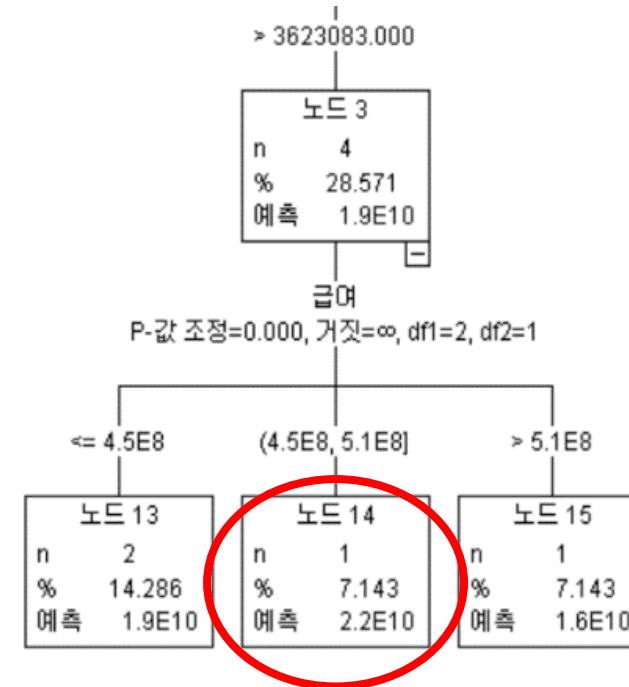 > 3623083.000
노드 3
n 4
% 28.571
예측 1.9E10
급여
P-값 조정=0.000, 거짓=∞, df1=2, df2=1
<= 4.5E8 (4.5E8, 5.1E8] > 5.1E8
노드 13 노드 14 노드 15
n 2 n 1 n 1
% 14.286 % 7.143 % 7.143
예측 1.9E10 예측 2.2E10 예측 1.6E10